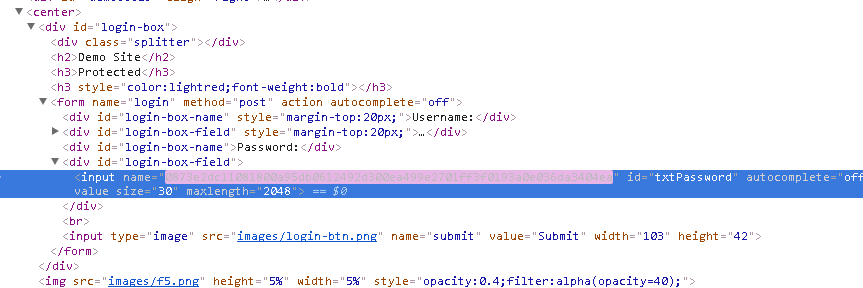 <center>
<div id="login-box">
<div class="splitter"></div>
<h2>Demo Site</h2>
<h3>Protected</h3>
<h3 style="color:lightred;font-weight:bold"></h3>
<form name="login" method="post" action autocomplete="off">
<div id="login-box-name" style="margin-top:20px;">Username:</div>
<div id="login-box-field" style="margin-top:20px;">…</div>
<div id="login-box-name">Password:</div>
<div id="login-box-field">
<input name=" " id="txtPassword" autocomplete="off
value size="30" maxlength="2048"> == $0
</div>
<br>
<input type="image" src="images/login-btn.png" name="submit" value="Submit" width="103" height="42">
</form>
</div>
<img src="images/f5.png" height="5%" width="5%" style="opacity:0.4;filter:alpha(opacity=40);">